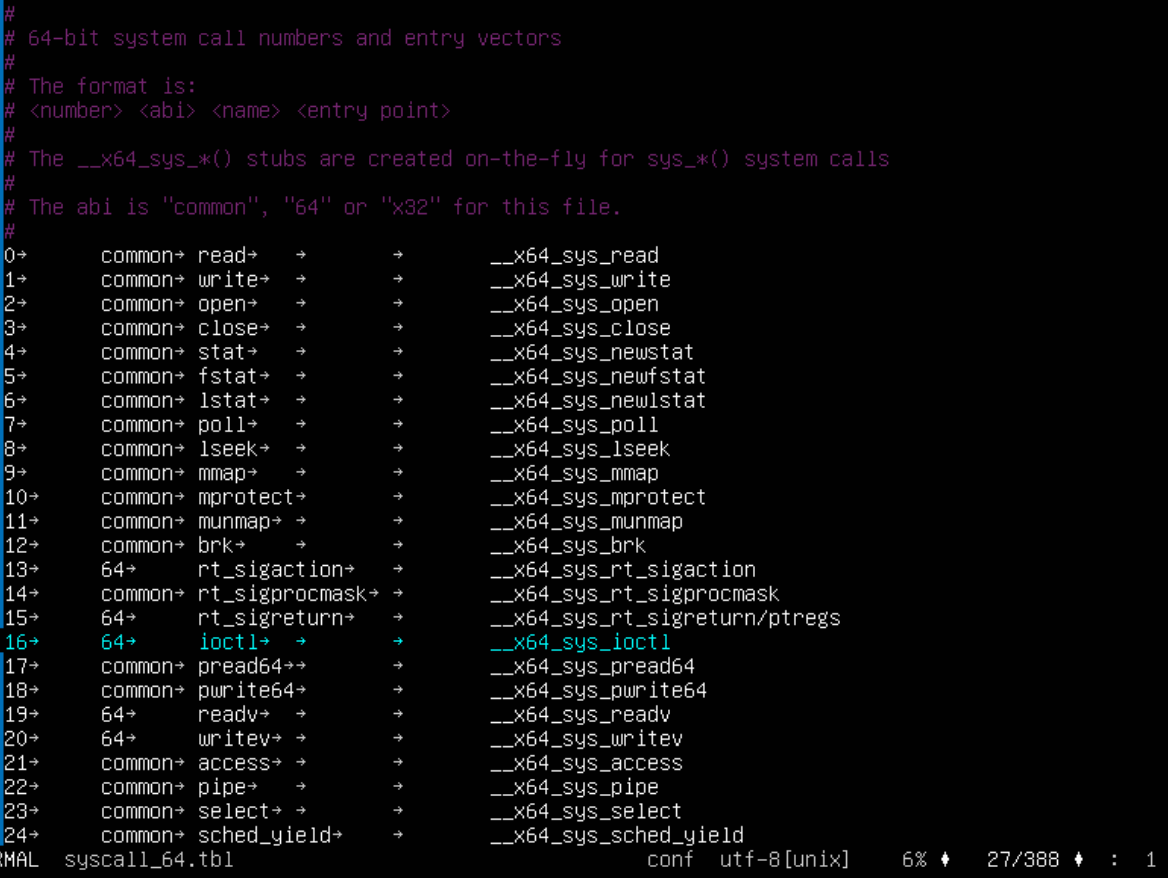 #
# 64-bit system call numbers and entry vectors
#
# The format is:
# <number> <abi> <name> <entry point>
#
# The __x64_sys_*() stubs are created on-the-fly for sys_*() system calls
#
# The abi is "common", "64" or "x32" for this file.
#
0→ common→ read→ → → __x64_sys_read
1→ common→ write→ → → __x64_sys_write
2→ common→ open→ → → __x64_sys_open
3→ common→ close→ → → __x64_sys_close
4→ common→ stat→ → → __x64_sys_newstat
5→ common→ fstat→ → → __x64_sys_newfstat
6→ common→ lstat→ → → __x64_sys_newlstat
7→ common→ poll→ → → __x64_sys_poll
8→ common→ lseek→ → → __x64_sys_lseek
9→ common→ mmap→ → → __x64_sys_mmap
10→ common→ mprotect→ → __x64_sys_mprotect
11→ common→ munmap→ → → __x64_sys_munmap
12→ common→ brk→ → → __x64_sys_brk
13→ 64→ rt_sigaction→ → __x64_sys_rt_sigaction
14→ common→ rt_sigprocmask→ → __x64_sys_rt_sigprocmask
15→ 64→ rt_sigreturn→ → __x64_sys_rt_sigreturn/ptregs
16→ 64→ ioctl→ → → __x64_sys_ioctl
17→ common→ pread64→→ → __x64_sys_pread64
18→ common→ pwrite64→ → __x64_sys_pwrite64
19→ 64→ readv→ → → __x64_sys_readv
20→ 64→ writev→ → → __x64_sys_writev
21→ common→ access→ → → __x64_sys_access
22→ common→ pipe→ → → __x64_sys_pipe
23→ common→ select→ → → __x64_sys_select
24→ common→ sched_yield→ → __x64_sys_sched_yield
RMAL syscall_64.tbl conf utf-8[unix] 6% ♦ 27/388 ♦ : 1